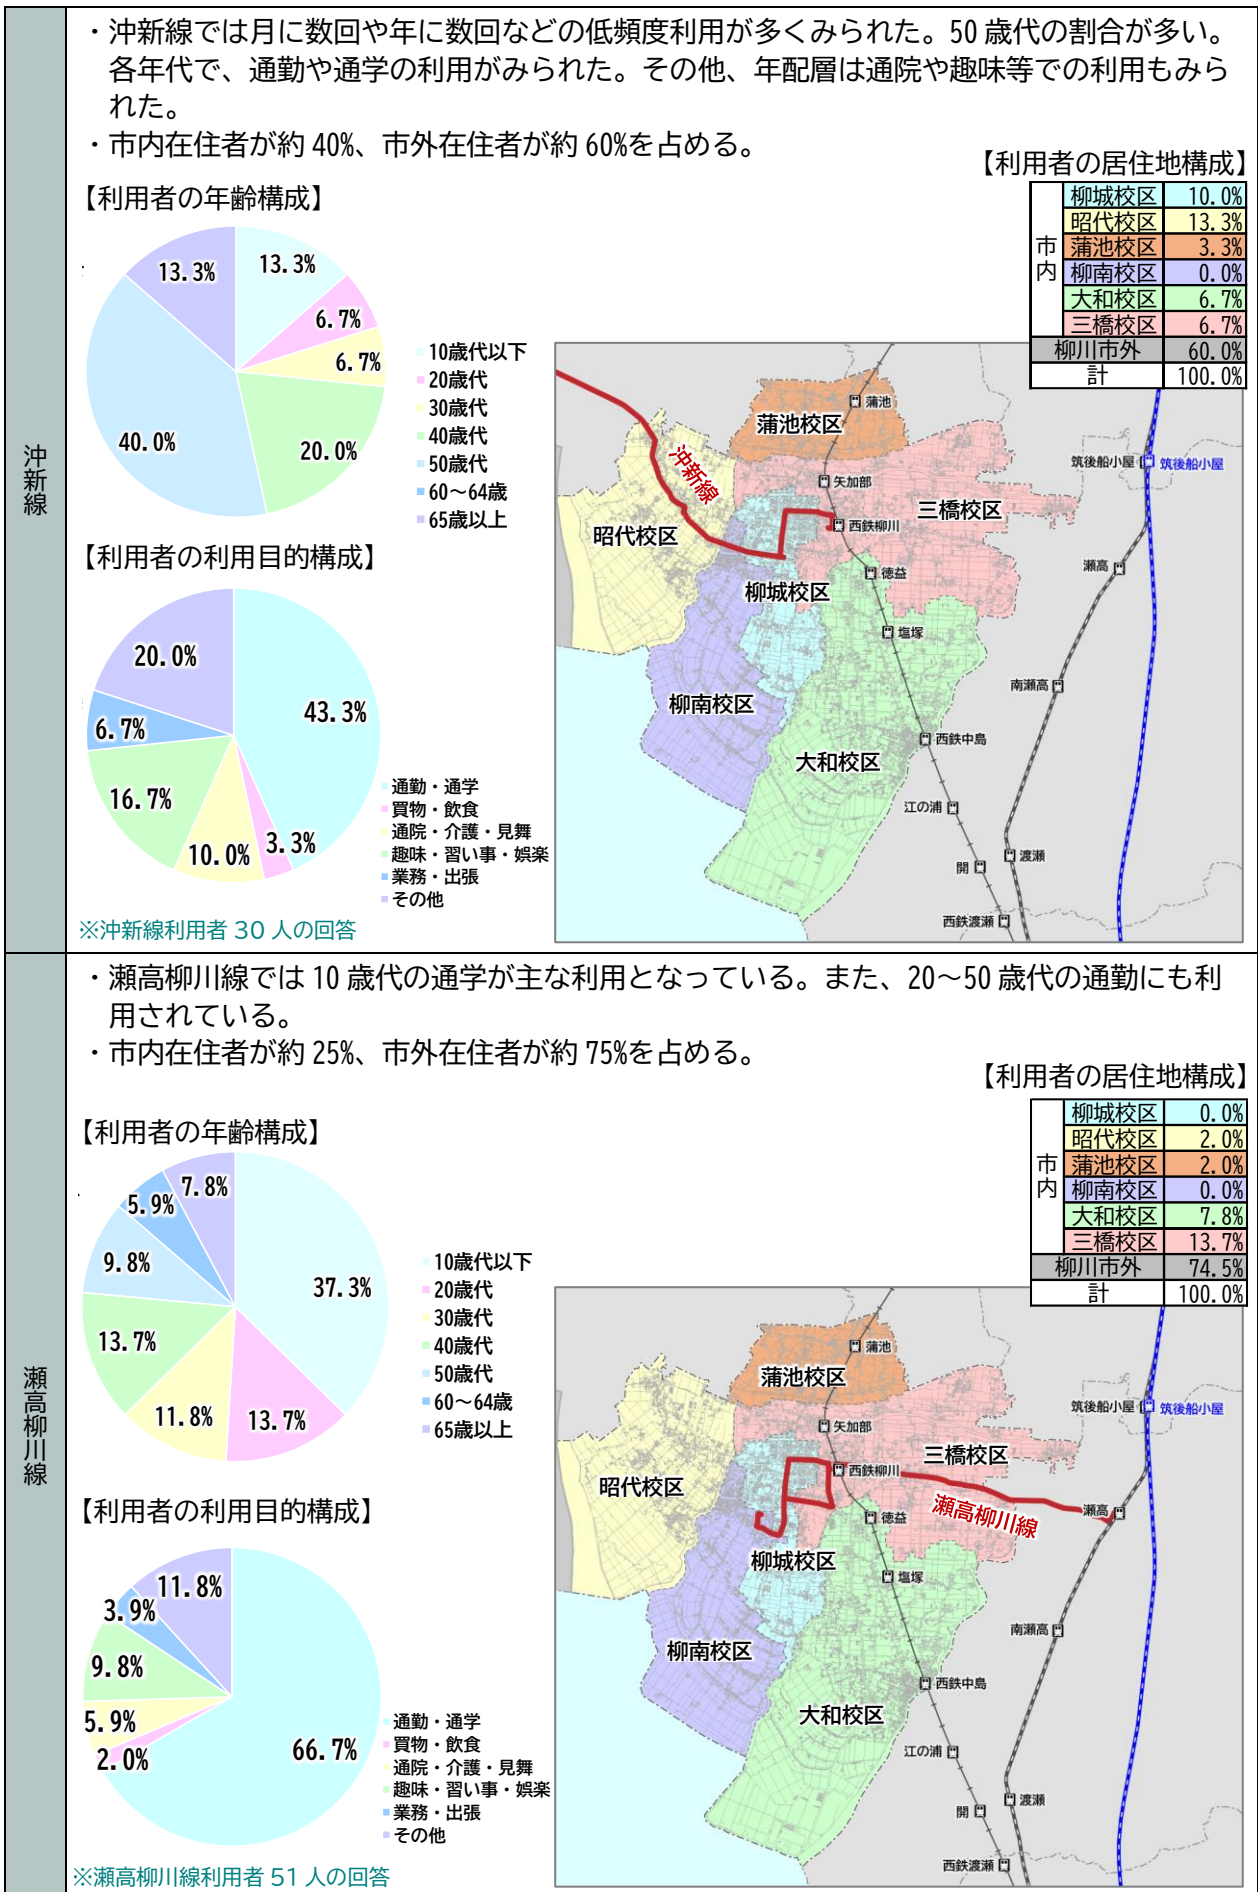 沖新線
・沖新線では月に数回や年に数回などの低頻度利用が多くみられた。50 歳代の割合が多い。
各年代で、通勤や通学の利用がみられた。その他、年配層は通院や趣味等での利用もみら
れた。
・市内在住者が約 40%、市外在住者が約 60%を占める。
【利用者の居住地構成】
市内
柳城校区 10.0%
昭代校区 13.3%
蒲池校区 3.3%
柳南校区 0.0%
大和校区 6.7%
三橋校区 6.7%
柳川市外 60.0%
計 100.0%
【利用者の年齢構成】
13.3%
6.7%
6.7%
20.0%
40.0%
13.3%
10歳代以下
20歳代
30歳代
40歳代
50歳代
60～64歳
65歳以上
【利用者の利用目的構成】
43.3%
3.3%
10.0%
16.7%
6.7%
20.0%
通勤・通学
買物・飲食
通院・介護・見舞
趣味・習い事・娯楽
業務・出張
その他
※沖新線利用者 30 人の回答
蒲池
蒲池校区
沖新線
矢加部
三橋校区
筑後船小屋
筑後船小屋
昭代校区
西鉄柳川
瀬高
徳益
柳城校区
塩塚
南瀬高
柳南校区
西鉄中島
大和校区
江の浦
渡瀬
開
西鉄渡瀬
瀬高柳川線
・瀬高柳川線では 10 歳代の通学が主な利用となっている。また、20～50 歳代の通勤にも利
用されている。
・市内在住者が約 25%、市外在住者が約 75%を占める。
【利用者の居住地構成】
市内
柳城校区 0.0%
昭代校区 2.0%
蒲池校区 2.0%
柳南校区 0.0%
大和校区 7.8%
三橋校区 13.7%
柳川市外 74.5%
計 100.0%
【利用者の年齢構成】
37.3%
13.7%
11.8%
13.7%
9.8%
5.9%
7.8%
10歳代以下
20歳代
30歳代
40歳代
50歳代
60～64歳
65歳以上
【利用者の利用目的構成】
66.7%
2.0%
5.9%
9.8%
3.9%
11.8%
通勤・通学
買物・飲食
通院・介護・見舞
趣味・習い事・娯楽
業務・出張
その他
※瀬高柳川線利用者 51 人の回答
蒲池
蒲池校区
矢加部
筑後船小屋
筑後船小屋
三橋校区
昭代校区
西鉄柳川
瀬高柳川線
瀬高
徳益
柳城校区
塩塚
南瀬高
柳南校区
西鉄中島
大和校区
江の浦
渡瀬
開
西鉄渡瀬